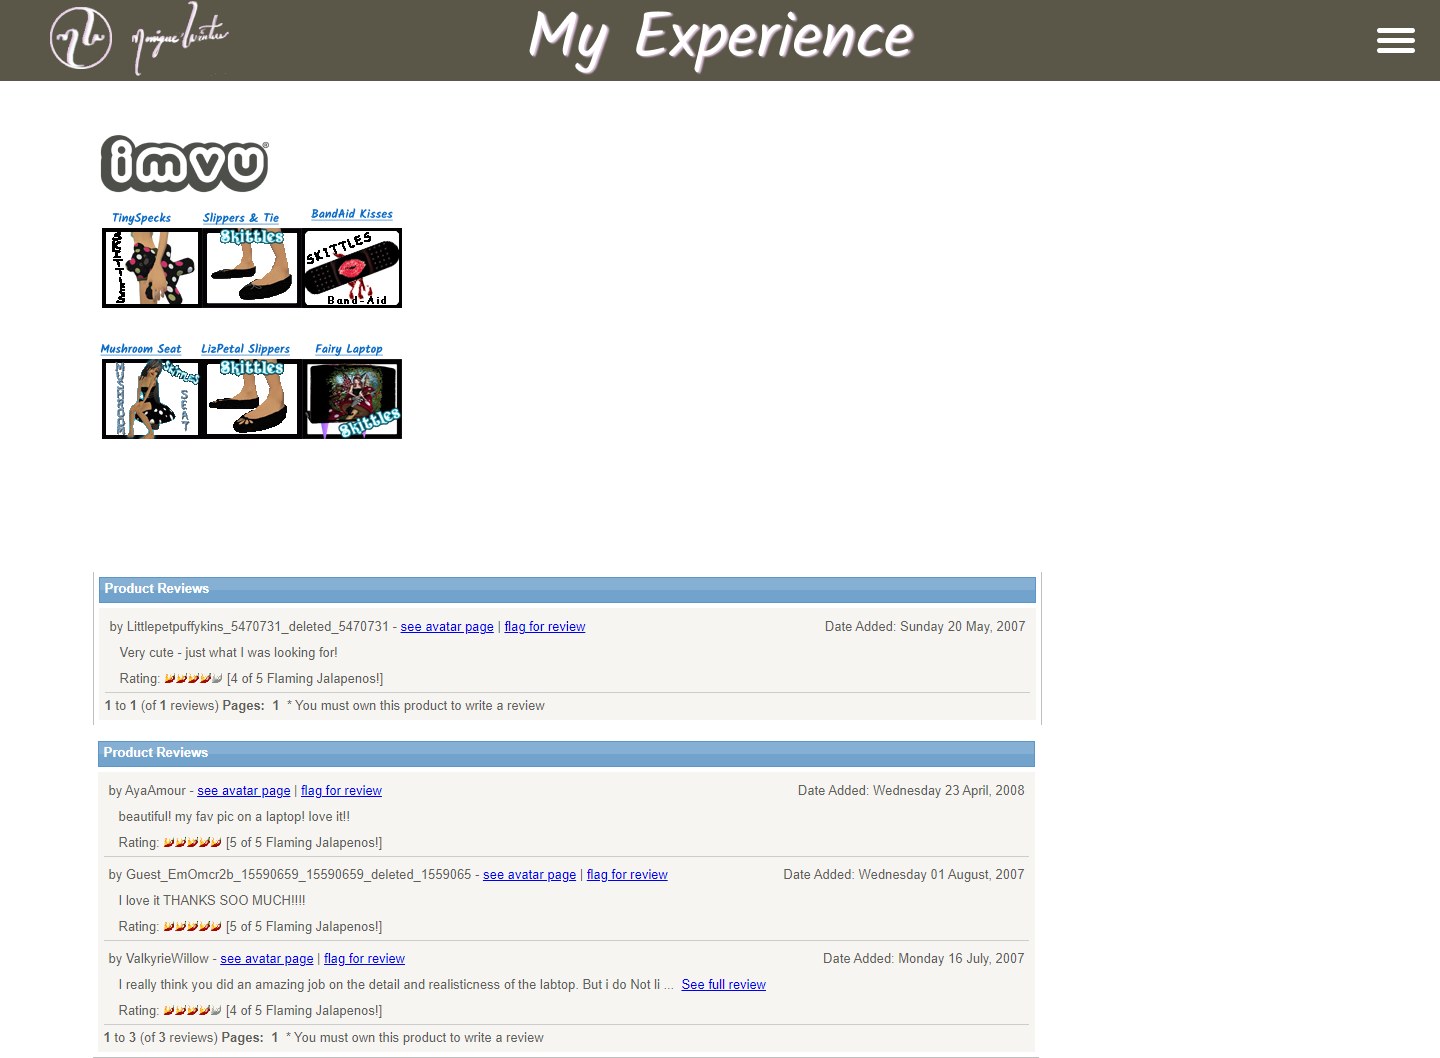 Monique Winter
My Experience
imvu®
TinySpecks
Slippers & Tie
BandAid Kisses
SKITTLES
Skittles
SKITTLES
Band-Aid
Mushroom Seat
LizPetal Slippers
Fairy Laptop
MUSHROOM
Skittles
SEAT
Skittles
Skittles
Product Reviews
by Littlepetpuffykins_5470731_deleted_5470731 - see avatar page | flag for review Date Added: Sunday 20 May, 2007
Very cute - just what I was looking for!
Rating: [4 of 5 Flaming Jalapenos!]
1 to 1 (of 1 reviews) Pages: 1 * You must own this product to write a review
Product Reviews
by AyaAmour - see avatar page | flag for review Date Added: Wednesday 23 April, 2008
beautiful! my fav pic on a laptop! love it!!
Rating: [5 of 5 Flaming Jalapenos!]
by Guest_EmOmcr2b_15590659_15590659_deleted_1559065 - see avatar page | flag for review Date Added: Wednesday 01 August, 2007
I love it THANKS SOO MUCH!!!!
Rating: [5 of 5 Flaming Jalapenos!]
by ValkyrieWillow - see avatar page | flag for review Date Added: Monday 16 July, 2007
I really think you did an amazing job on the detail and realisticness of the labtop. But i do Not li ... See full review
Rating: [4 of 5 Flaming Jalapenos!]
1 to 3 (of 3 reviews) Pages: 1 * You must own this product to write a review